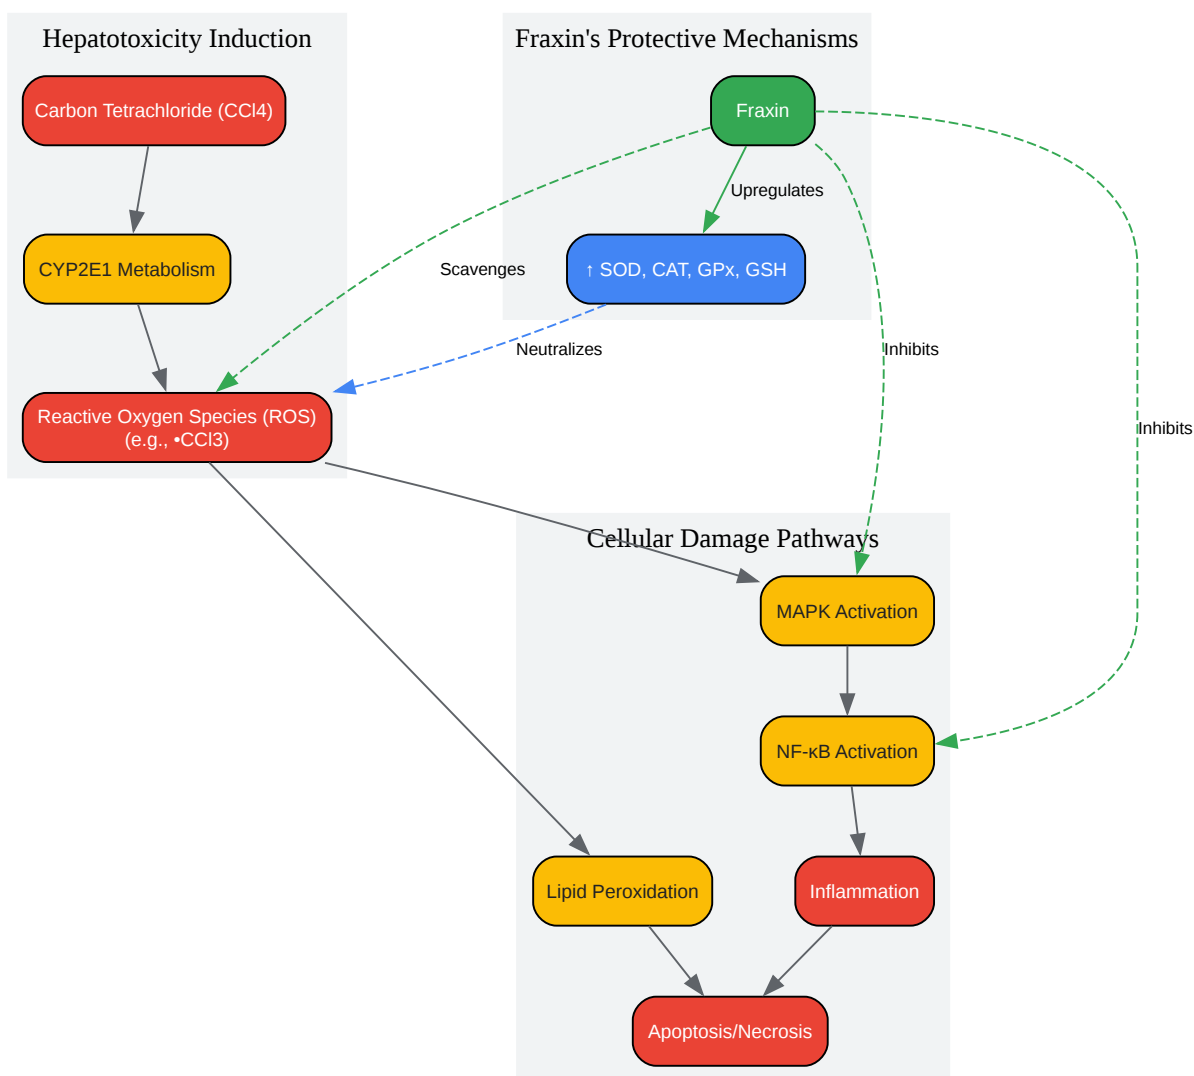 Hepatotoxicity Induction
Fraxin's Protective Mechanisms
Carbon Tetrachloride (CCl4)
Fraxin
Upregulates
CYP2E1 Metabolism
Scavenges
↑ SOD, CAT, GPx, GSH
Neutralizes
Inhibits
Reactive Oxygen Species (ROS)
(e.g., •CCl3)
Inhibits
Cellular Damage Pathways
MAPK Activation
NF-κB Activation
Lipid Peroxidation
Inflammation
Apoptosis/Necrosis